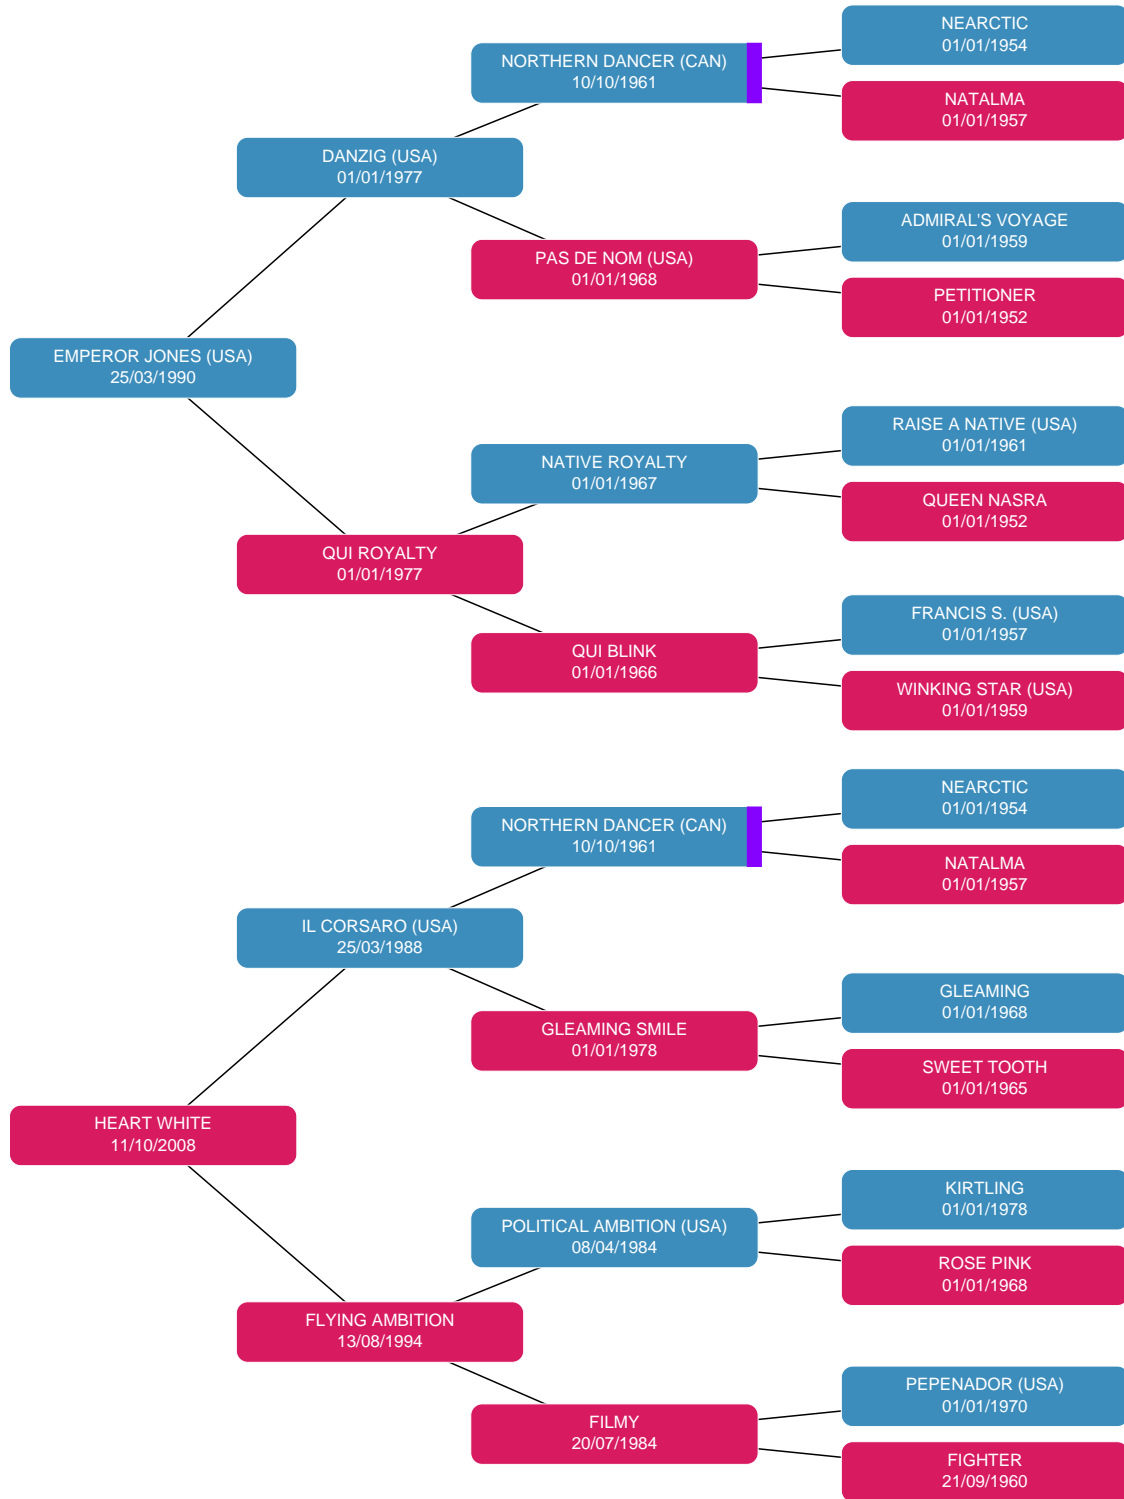 NEARCTIC
01/01/1954
NORTHERN DANCER (CAN)
10/10/1961
NATALMA
01/01/1957
DANZIG (USA)
01/01/1977
ADMIRAL'S VOYAGE
01/01/1959
PAS DE NOM (USA)
01/01/1968
PETITIONER
01/01/1952
EMPEROR JONES (USA)
25/03/1990
RAISE A NATIVE (USA)
01/01/1961
NATIVE ROYALTY
01/01/1967
QUEEN NASRA
01/01/1952
QUI ROYALTY
01/01/1977
FRANCIS S. (USA)
01/01/1957
QUI BLINK
01/01/1966
WINKING STAR (USA)
01/01/1959
NEARCTIC
01/01/1954
NORTHERN DANCER (CAN)
10/10/1961
NATALMA
01/01/1957
IL CORSARO (USA)
25/03/1988
GLEAMING
01/01/1968
GLEAMING SMILE
01/01/1978
SWEET TOOTH
01/01/1965
HEART WHITE
11/10/2008
KIRTLING
01/01/1978
POLITICAL AMBITION (USA)
08/04/1984
ROSE PINK
01/01/1968
FLYING AMBITION
13/08/1994
PEPENADOR (USA)
01/01/1970
FILMY
20/07/1984
FIGHTER
21/09/1960